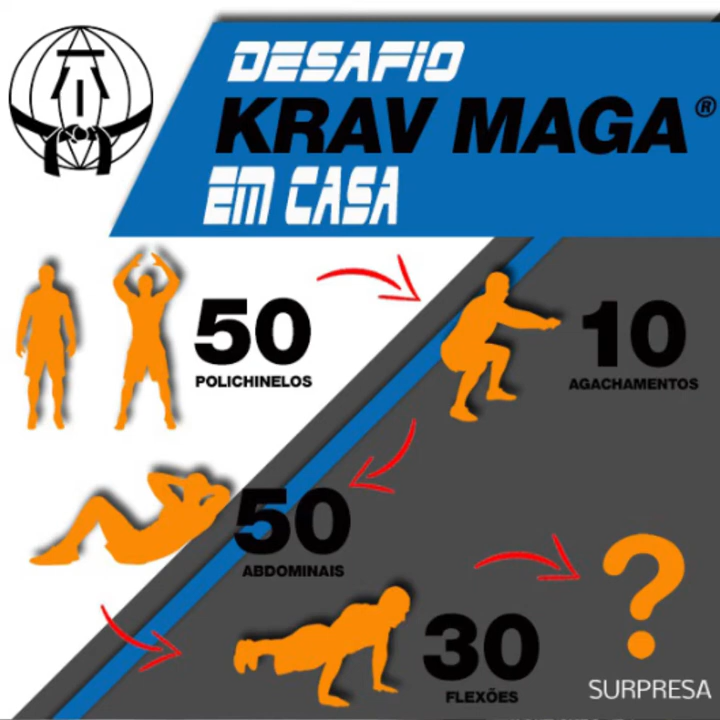 DESAFIO
KRAV MAGA®
EM CASA
50
POLICHINELOS
10
AGACHAMENTOS
50
ABDOMINAIS
30
FLEXÕES
?
SURPRESA